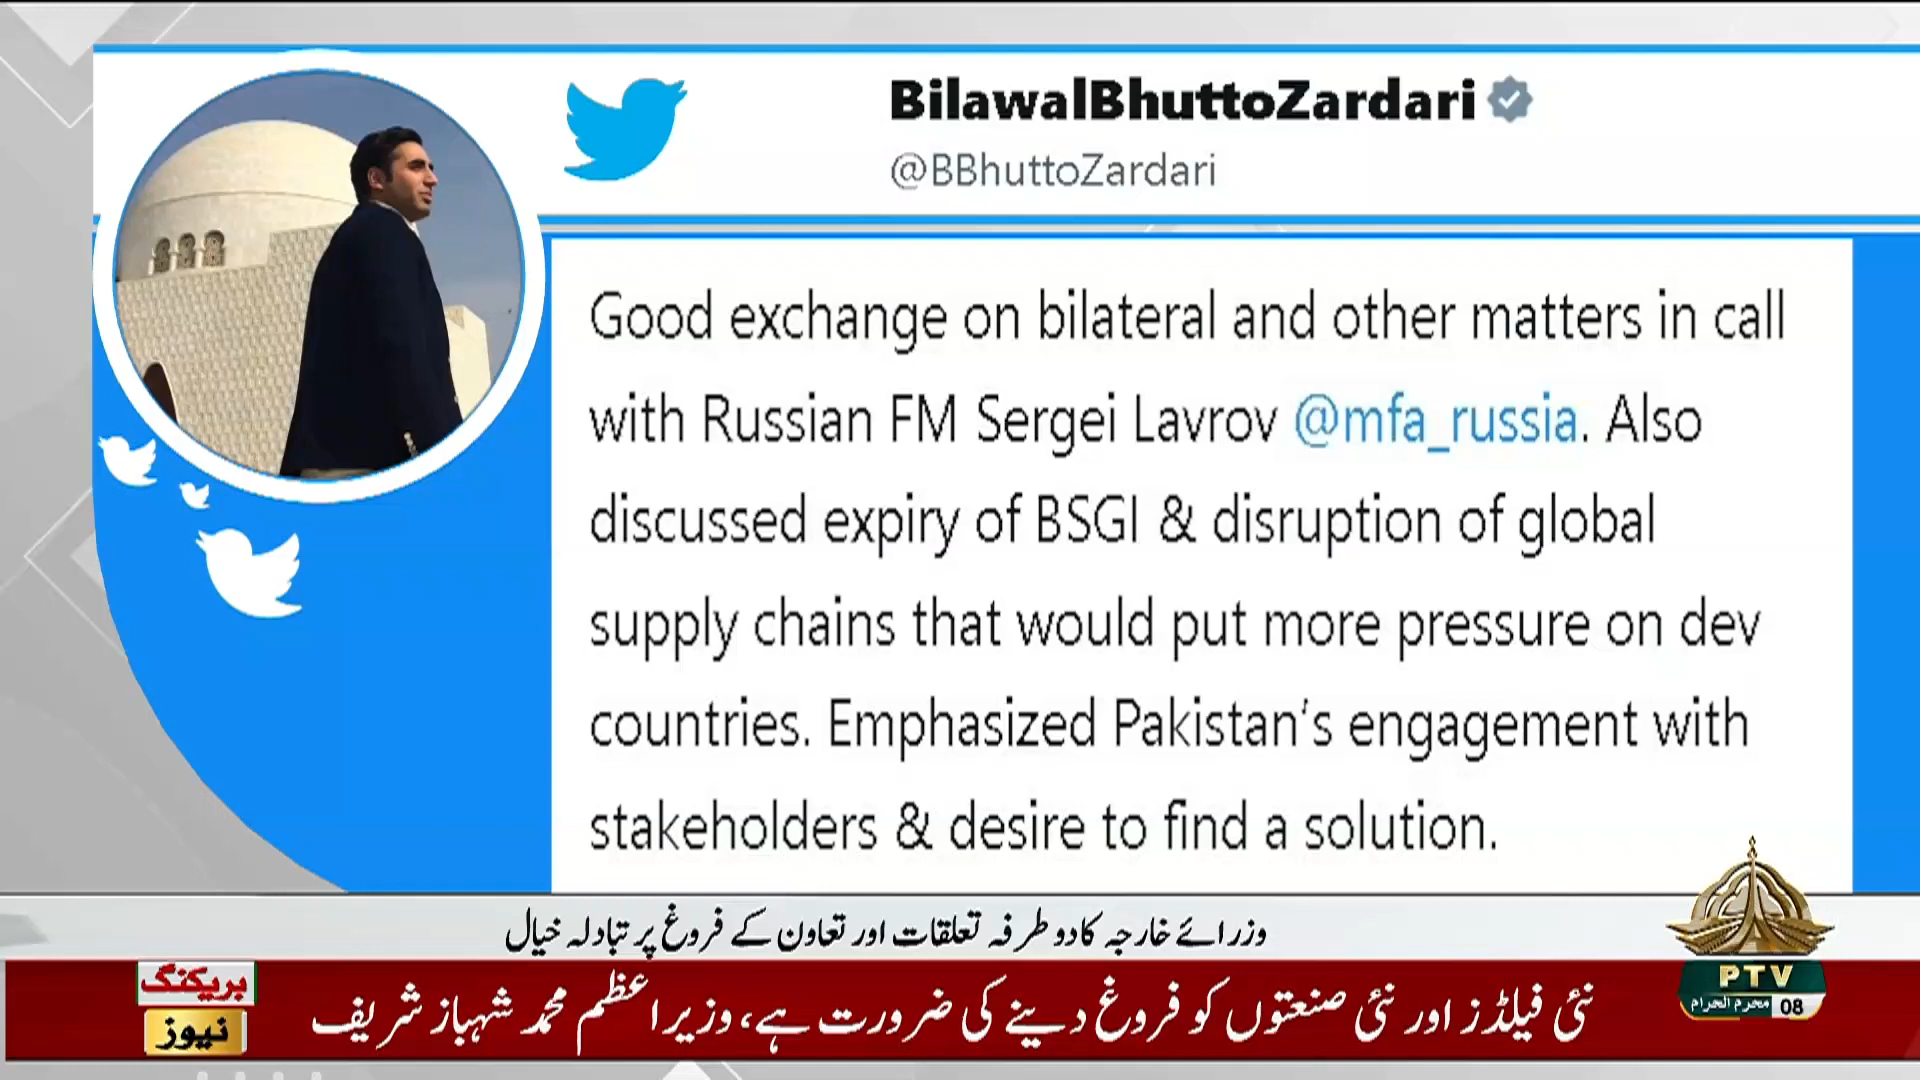 BilawalBhuttoZardari
@BBhuttoZardari
Good exchange on bilateral and other matters in call
with Russian FM Sergei Lavrov @mfa_russia. Also
discussed expiry of BSGI & disruption of global
supply chains that would put more pressure on dev
countries. Emphasized Pakistan's engagement with
stakeholders & desire to find a solution.
وزرائے خارجہ کا دو طرفہ تعلقات اور تعاون کے فروغ پر تبادلہ خیال
PTV
محرم الحرام 08
بریکنگ
نیوز
نئی فیلڈز اور نئی صنعتوں کو فروغ دینے کی ضرورت ہے، وزیراعظم محمد شہباز شریف